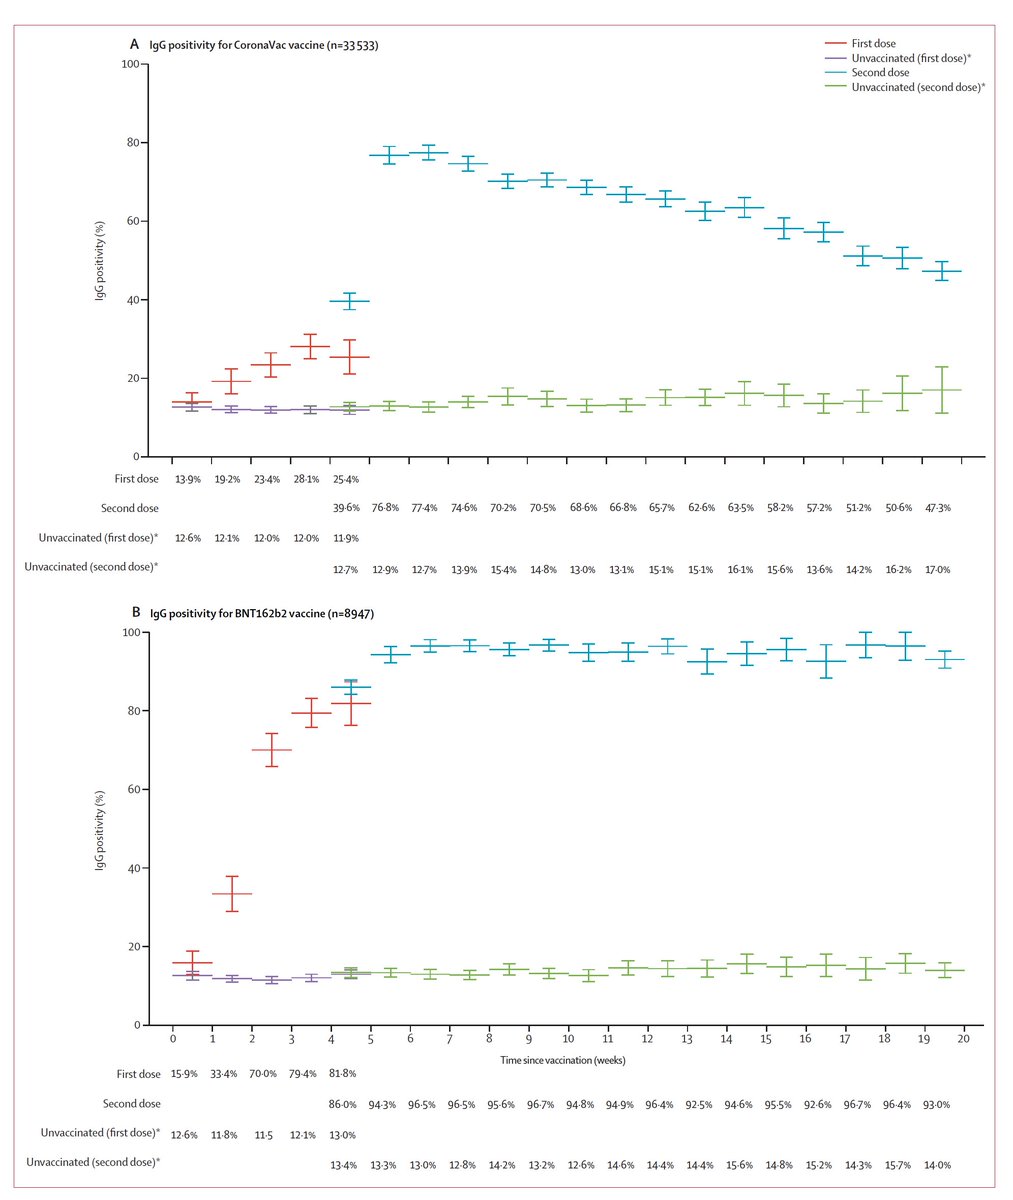 A IgG positivity for CoronaVac vaccine (n=33 533)
First dose
Unvaccinated (first dose)*
Second dose
Unvaccinated (second dose)*
IgG positivity (%)
100
80
60
40
20
0
First dose 13·9% 19·2% 23·4% 28·1% 25·4%
Second dose 39·6% 76·8% 77·4% 74·6% 70·2% 70·5% 68·6% 66·8% 65·7% 62·6% 63·5% 58·2% 57·2% 51·2% 50·6% 47·3%
Unvaccinated (first dose)* 12·6% 12·1% 12·0% 12·0% 11·9%
Unvaccinated (second dose)* 12·7% 12·9% 12·7% 13·9% 15·4% 14·8% 13·0% 13·1% 15·1% 15·1% 16·1% 15·6% 13·6% 14·2% 16·2% 17·0%
B IgG positivity for BNT162b2 vaccine (n=8947)
IgG positivity (%)
100
80
60
40
20
0
0 1 2 3 4 5 6 7 8 9 10 11 12 13 14 15 16 17 18 19 20
Time since vaccination (weeks)
First dose 15·9% 33·4% 70·0% 79·4% 81·8%
Second dose 86·0% 94·3% 96·5% 96·5% 95·6% 96·7% 94·8% 94·9% 96·4% 92·5% 94·6% 95·5% 92·6% 96·7% 96·4% 93·0%
Unvaccinated (first dose)* 12·6% 11·8% 11·5 12·1% 13·0%
Unvaccinated (second dose)* 13·4% 13·3% 13·0% 12·8% 14·2% 13·2% 12·6% 14·6% 14·4% 14·4% 15·6% 14·8% 15·2% 14·3% 15·7% 14·0%